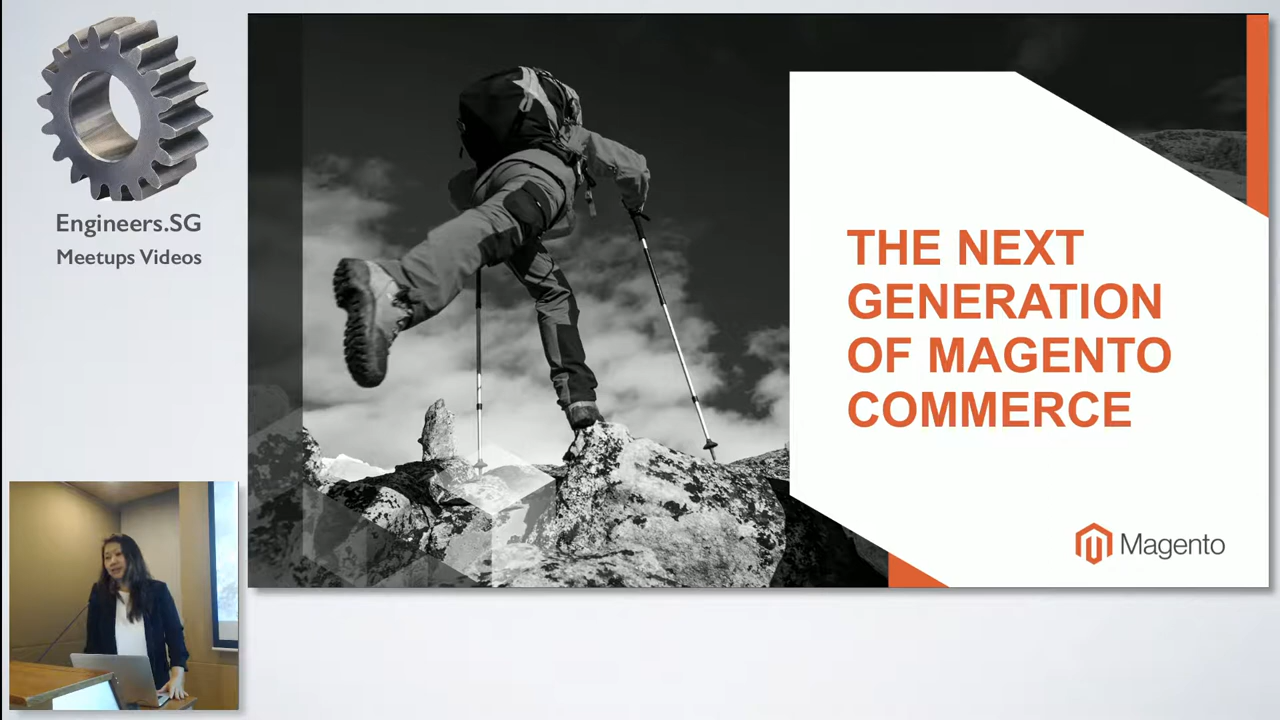 Engineers.SG
Meetups Videos
THE NEXT
GENERATION
OF MAGENTO
COMMERCE
Magento